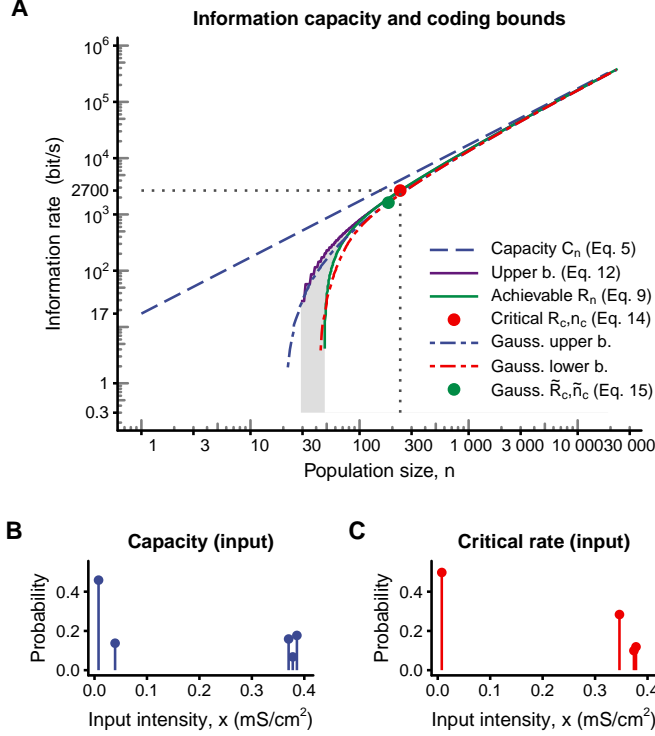 A
Information capacity and coding bounds
Information rate (bit/s)
10^6
10^5
10^4
2700
10^3
10^2
17
1
0.3
Capacity C_n (Eq. 5)
Upper b. (Eq. 12)
Achievable R_n (Eq. 9)
Critical R_c,n_c (Eq. 14)
Gauss. upper b.
Gauss. lower b.
Gauss. R̃_c,ñ_c (Eq. 15)
1 3 10 30 100 300 1 000 3 000 10 000 30 000
Population size, n
B
Capacity (input)
Probability
0.4
0.2
0.0
0.0 0.1 0.2 0.3 0.4
Input intensity, x (mS/cm^2)
C
Critical rate (input)
Probability
0.4
0.2
0.0
0.0 0.1 0.2 0.3 0.4
Input intensity, x (mS/cm^2)